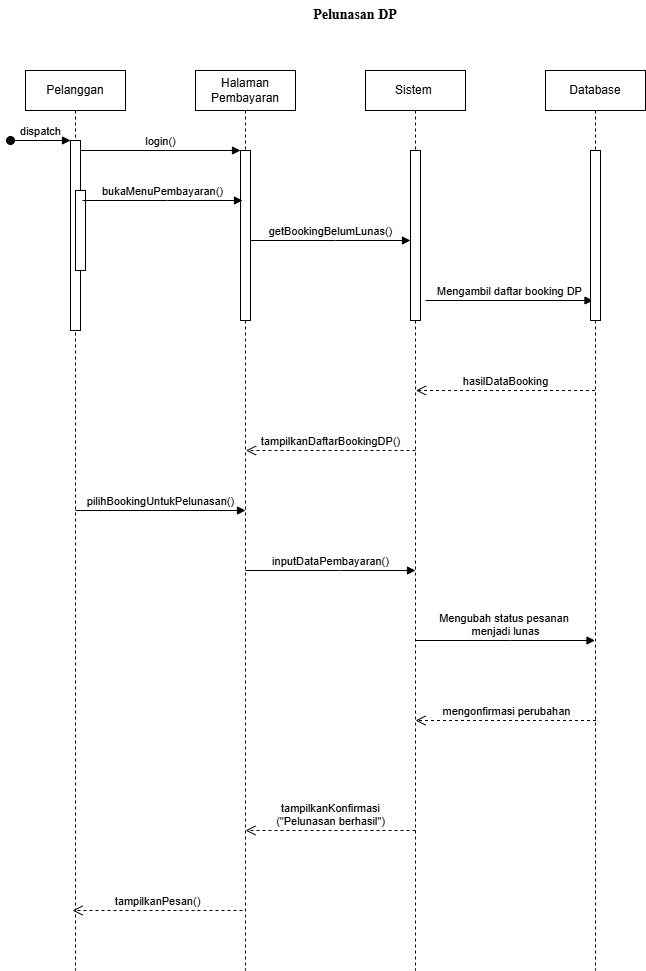 Pelunasan DP
Pelanggan
Halaman
Pembayaran
Sistem
Database
dispatch
login()
bukaMenuPembayaran()
getBookingBelumLunas()
Mengambil daftar booking DP
hasilDataBooking
tampilkanDaftarBookingDP()
pilihBookingUntukPelunasan()
inputDataPembayaran()
Mengubah status pesanan
menjadi lunas
mengonfirmasi perubahan
tampilkanKonfirmasi
("Pelunasan berhasil")
tampilkanPesan()